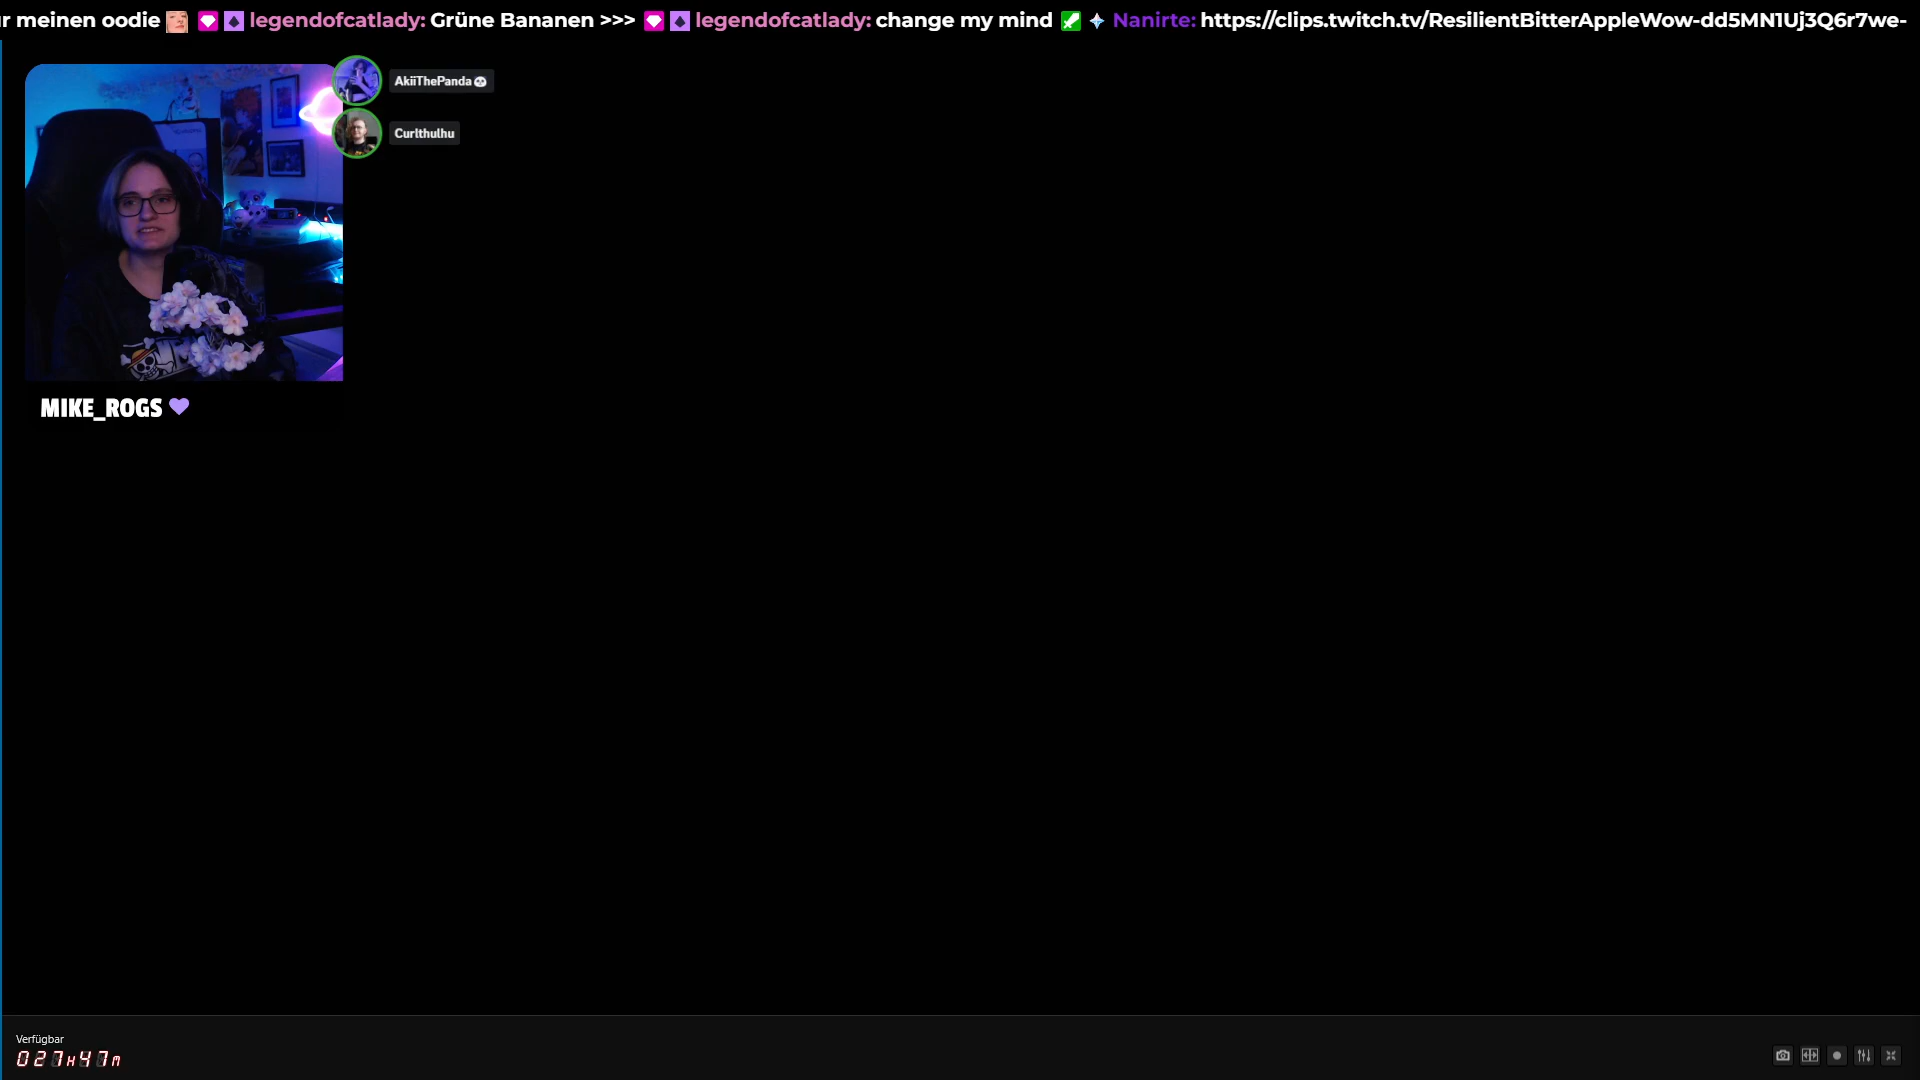 r meinen oodie legendofcatlady: Grüne Bananen >>> legendofcatlady: change my mind Nanirte: https://clips.twitch.tv/ResilientBitterAppleWow-dd5MN1Uj3Q6r7we-
AkiiThePanda
Curlthulhu
MIKE_ROGS
Verfügbar
027H47m